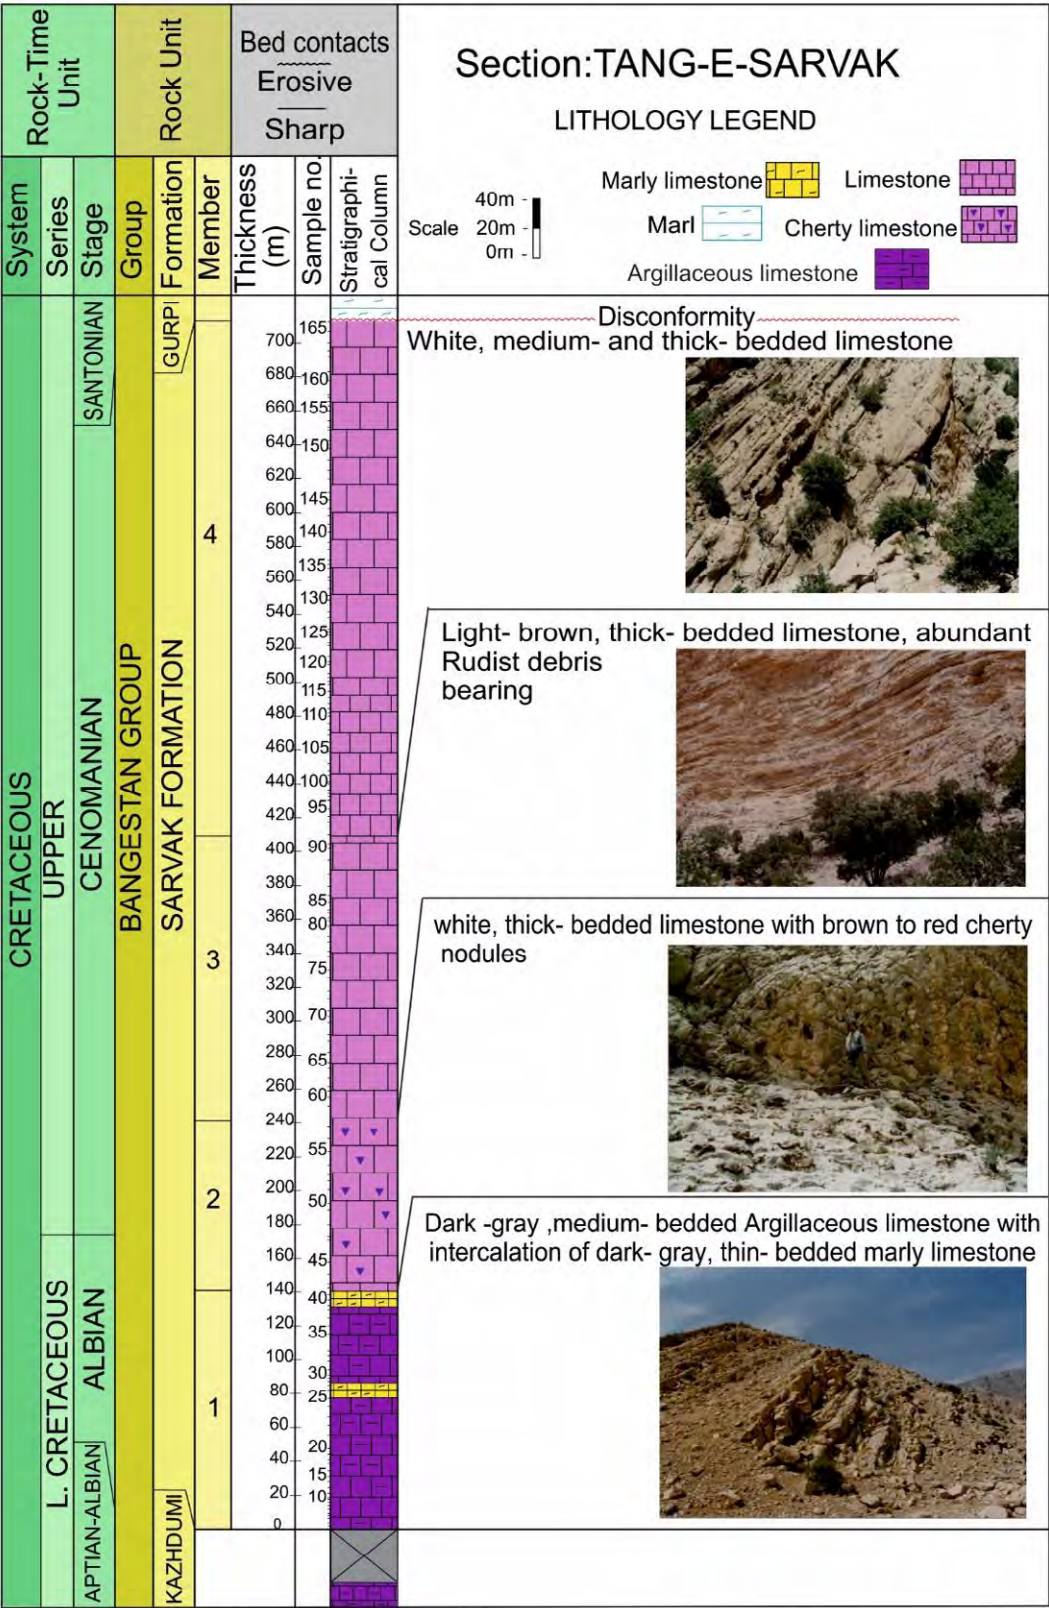 Rock-Time
Unit
Rock Unit
Bed contacts
Erosive
Sharp
Section:TANG-E-SARVAK
LITHOLOGY LEGEND
Scale
40m
20m
0m
Marly limestone
Limestone
Marl
Cherty limestone
Argillaceous limestone
System
Series
Stage
Group
Formation
Member
Thickness
(m)
Sample no.
Stratigraphi-
cal Column
CRETACEOUS
UPPER
L. CRETACEOUS
SANTONIAN
CENOMANIAN
ALBIAN
APTIAN-ALBIAN
BANGESTAN GROUP
GURPI
SARVAK FORMATION
KAZHDUMI
4
3
2
1
700
680
660
640
620
600
580
560
540
520
500
480
460
440
420
400
380
360
340
320
300
280
260
240
220
200
180
160
140
120
100
80
60
40
20
0
165
160
155
150
145
140
135
130
125
120
115
110
105
100
95
90
85
80
75
70
65
60
55
50
45
40
35
30
25
20
15
10
Disconformity
White, medium- and thick- bedded limestone
Light- brown, thick- bedded limestone, abundant
Rudist debris
bearing
white, thick- bedded limestone with brown to red cherty
nodules
Dark -gray ,medium- bedded Argillaceous limestone with
intercalation of dark- gray, thin- bedded marly limestone